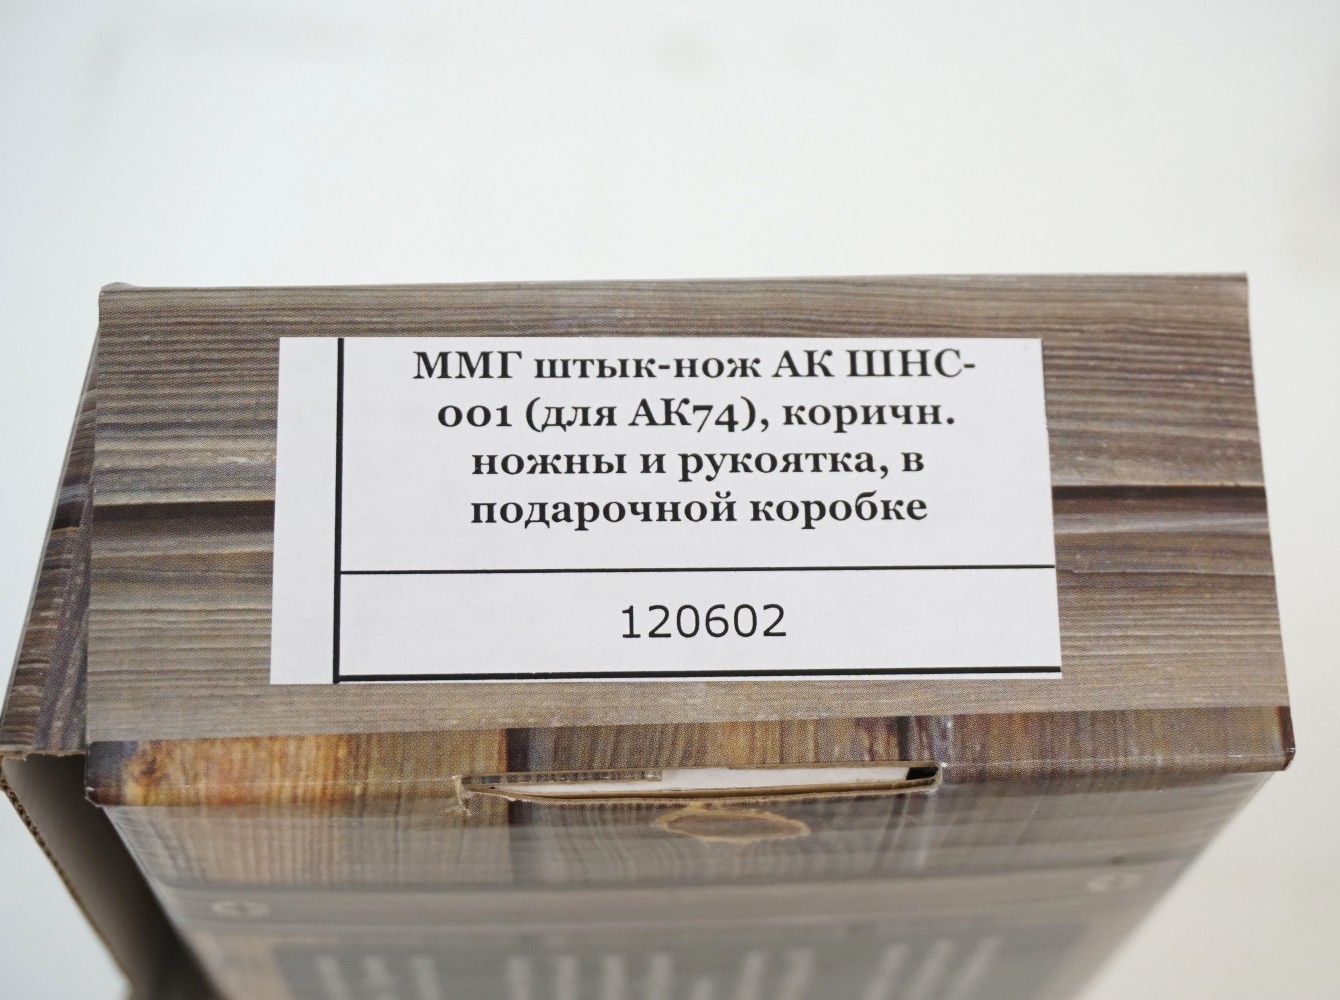 ММГ штык-нож АК ШНС-
001 (для АК74), коричн.
ножны и рукоятка, в
подарочной коробке
120602